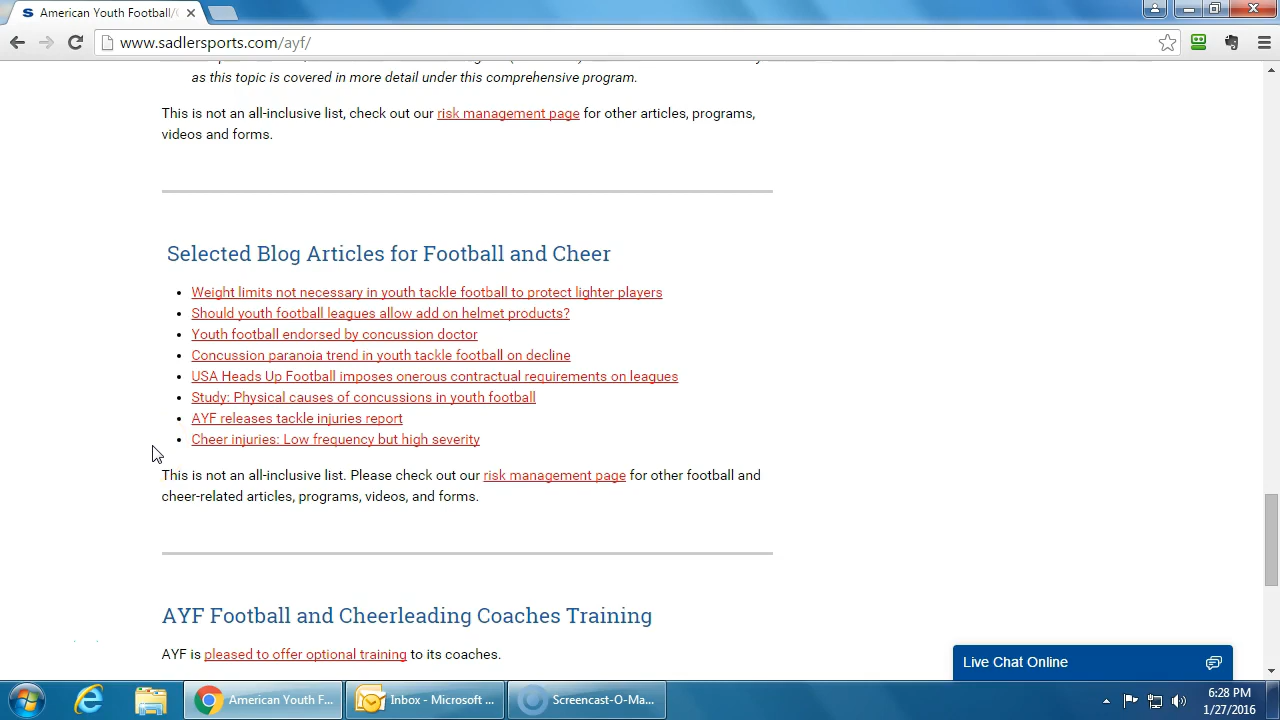 American Youth Football/
www.sadlersports.com/ayf/
as this topic is covered in more detail under this comprehensive program.
This is not an all-inclusive list, check out our risk management page for other articles, programs,
videos and forms.
Selected Blog Articles for Football and Cheer
• Weight limits not necessary in youth tackle football to protect lighter players
• Should youth football leagues allow add on helmet products?
• Youth football endorsed by concussion doctor
• Concussion paranoia trend in youth tackle football on decline
• USA Heads Up Football imposes onerous contractual requirements on leagues
• Study: Physical causes of concussions in youth football
• AYF releases tackle injuries report
• Cheer injuries: Low frequency but high severity
This is not an all-inclusive list. Please check out our risk management page for other football and
cheer-related articles, programs, videos, and forms.
AYF Football and Cheerleading Coaches Training
AYF is pleased to offer optional training to its coaches.
Live Chat Online
American Youth F...
Inbox - Microsoft ...
Screencast-O-Ma...
6:28 PM
1/27/2016